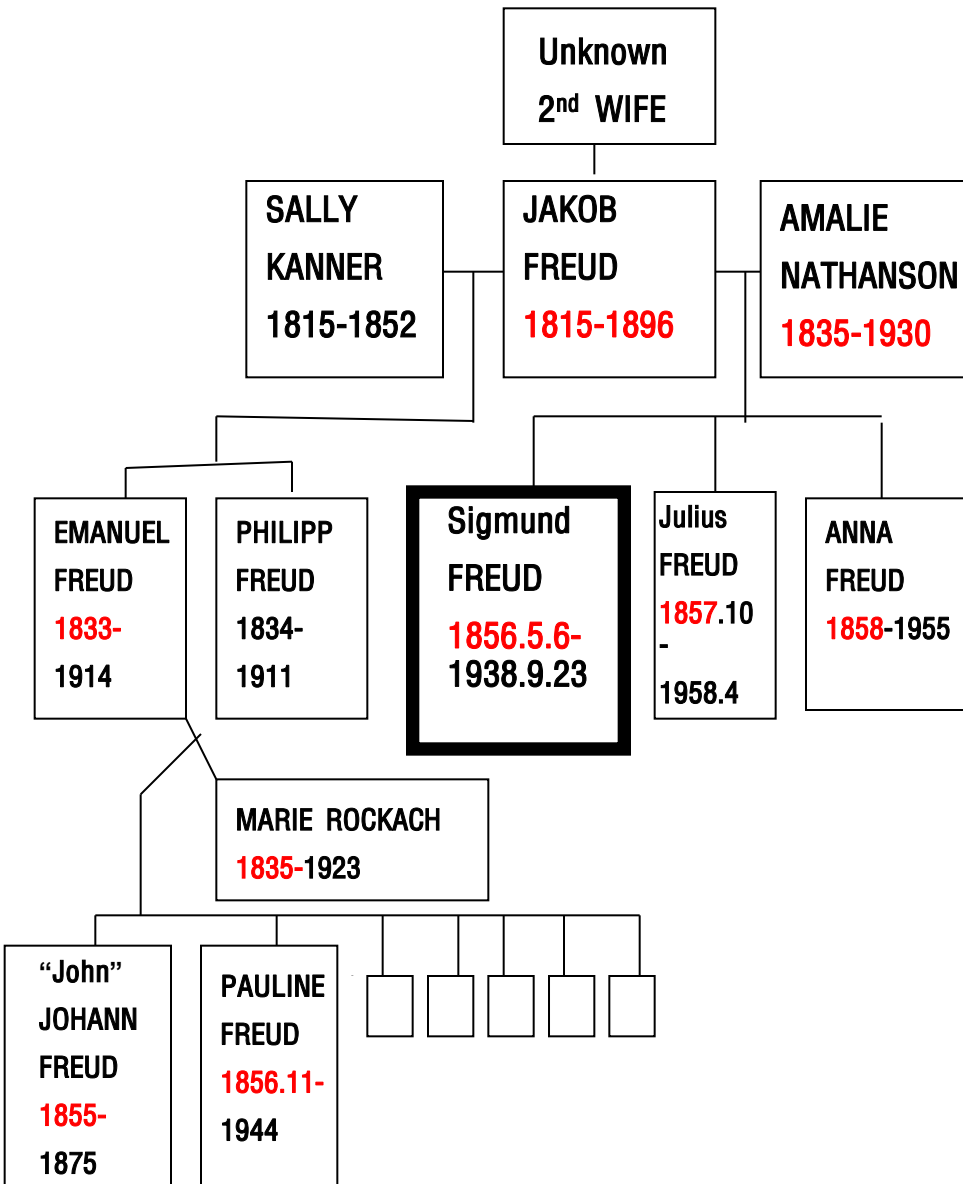 Unknown
2nd WIFE
SALLY
KANNER
1815-1852
JAKOB
FREUD
1815-1896
AMALIE
NATHANSON
1835-1930
EMANUEL
FREUD
1833-
1914
PHILIPP
FREUD
1834-
1911
Sigmund
FREUD
1856.5.6-
1938.9.23
Julius
FREUD
1857.10
-
1958.4
ANNA
FREUD
1858-1955
MARIE ROCKACH
1835-1923
“John”
JOHANN
FREUD
1855-
1875
PAULINE
FREUD
1856.11-
1944